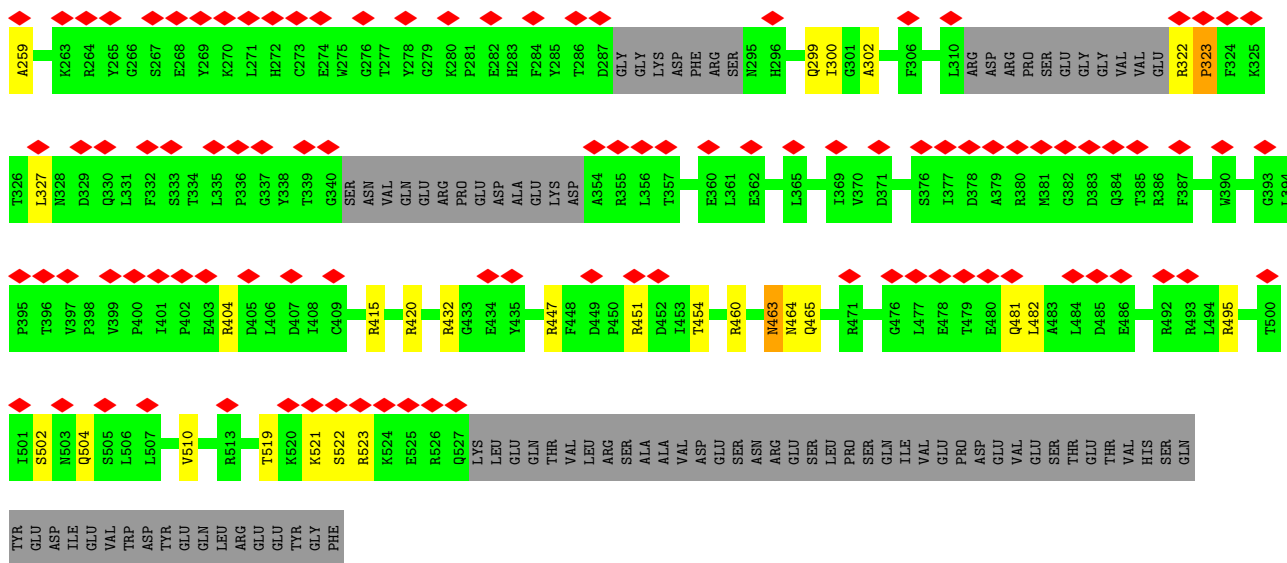 A259 K263 R264 Y265 G266 S267 E268 Y269 K270 L271 H272 C273 E274 W275 G276 T277 Y278 G279 K280 P281 E282 H283 F284 Y285 T286 D287 GLY GLY LYS ASP PHE ARG SER N295 H296 Q299 I300 G301 A302 F306 L310 ARG ASP ARG PRO SER GLU GLY GLY VAL VAL GLU R322 P323 F324 K325
T326 L327 N328 D329 Q330 L331 F332 S333 T334 L335 P336 G337 Y338 T339 G340 SER ASN VAL GLN GLU ARG PRO GLU ASP ALA GLU LYS ASP A354 R355 L356 T357 E360 L361 E362 L365 I369 V370 D371 S376 I377 D378 A379 R380 M381 G382 D383 Q384 T385 R386 F387 W390 G393 L394
P395 T396 V397 P398 V399 P400 I401 P402 E403 R404 D405 L406 D407 I408 C409 R415 R420 R432 G433 E434 Y435 R447 F448 D449 P450 R451 D452 I453 T454 R460 N463 N464 Q465 R471 G476 L477 E478 T479 E480 Q481 L482 A483 L484 D485 E486 R492 R493 L494 R495 T500
I501 S502 N503 Q504 S505 L506 L507 V510 R513 T519 K520 K521 S522 R523 K524 E525 R526 Q527 LYS LEU GLU GLN THR VAL LEU ARG SER ALA ALA VAL ASP GLU SER ASN ARG GLU SER LEU PRO SER GLN ILE VAL GLU PRO ASP GLU VAL GLU SER THR GLU THR VAL HIS SER GLN
TYR GLU ASP ILE GLU VAL TRP ASP TYR GLU GLN LEU ARG GLU GLU TYR GLY PHE